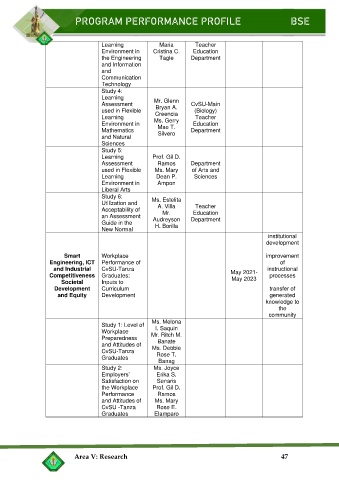 PROGRAM PERFORMANCE PROFILE BSE
Learning
Environment in
the Engineering
and Information
and
Communication
Technology
Maria
Cristina C.
Tagle
Teacher
Education
Department
Study 4:
Learning
Assessment
used in Flexible
Learning
Environment in
Mathematics
and Natural
Sciences
Mr. Glenn
Bryan A.
Creencia
Ms. Gerry
Mae T.
Silvero
CvSU-Main
(Biology)
Teacher
Education
Department
Study 5:
Learning
Assessment
used in Flexible
Learning
Environment in
Liberal Arts
Prof. Gil D.
Ramos
Ms. Mary
Dean P.
Ampon
Department
of Arts and
Sciences
Study 6:
Utilization and
Acceptability of
an Assessment
Guide in the
New Normal
Ms. Estelita
A. Villa
Mr.
Audreyson
H. Borilla
Teacher
Education
Department
Smart
Engineering, ICT
and Industrial
Competitiveness
Societal
Development
and Equity
Workplace
Performance of
CvSU-Tanza
Graduates:
Inputs to
Curriculum
Development
May 2021-
May 2023
institutional
development
improvement
of
instructional
processes
transfer of
generated
knowledge to
the
community
Study 1: Level of
Workplace
Preparedness
and Attitudes of
CvSU-Tanza
Graduates
Ms. Melona
I. Saquin
Mr. Ritch M.
Banate
Ms. Debbie
Rose T.
Banag
Study 2:
Employers'
Satisfaction on
the Workplace
Performance
and Attitudes of
CvSU -Tanza
Graduates
Ms. Joyce
Erika S.
Senaris
Prof. Gil D.
Ramos
Ms. Mary
Rose E.
Elamparo
Area V: Research 47